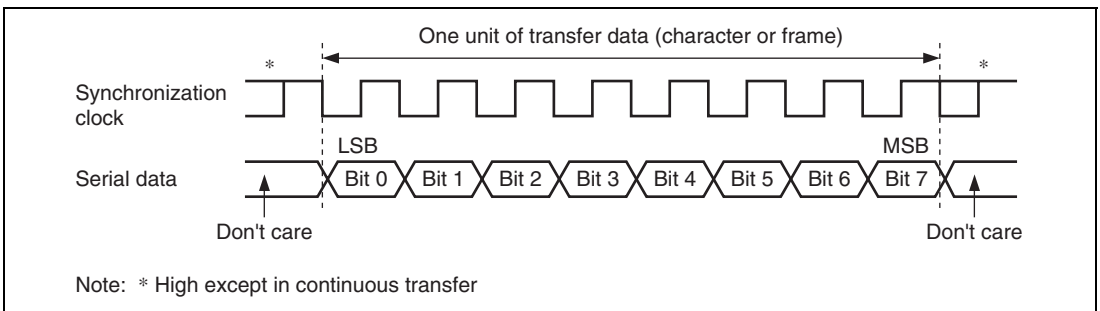 One unit of transfer data (character or frame)
* *
Synchronization
clock
LSB MSB
Serial data Bit 0 Bit 1 Bit 2 Bit 3 Bit 4 Bit 5 Bit 6 Bit 7
Don't care Don't care
Note: * High except in continuous transfer